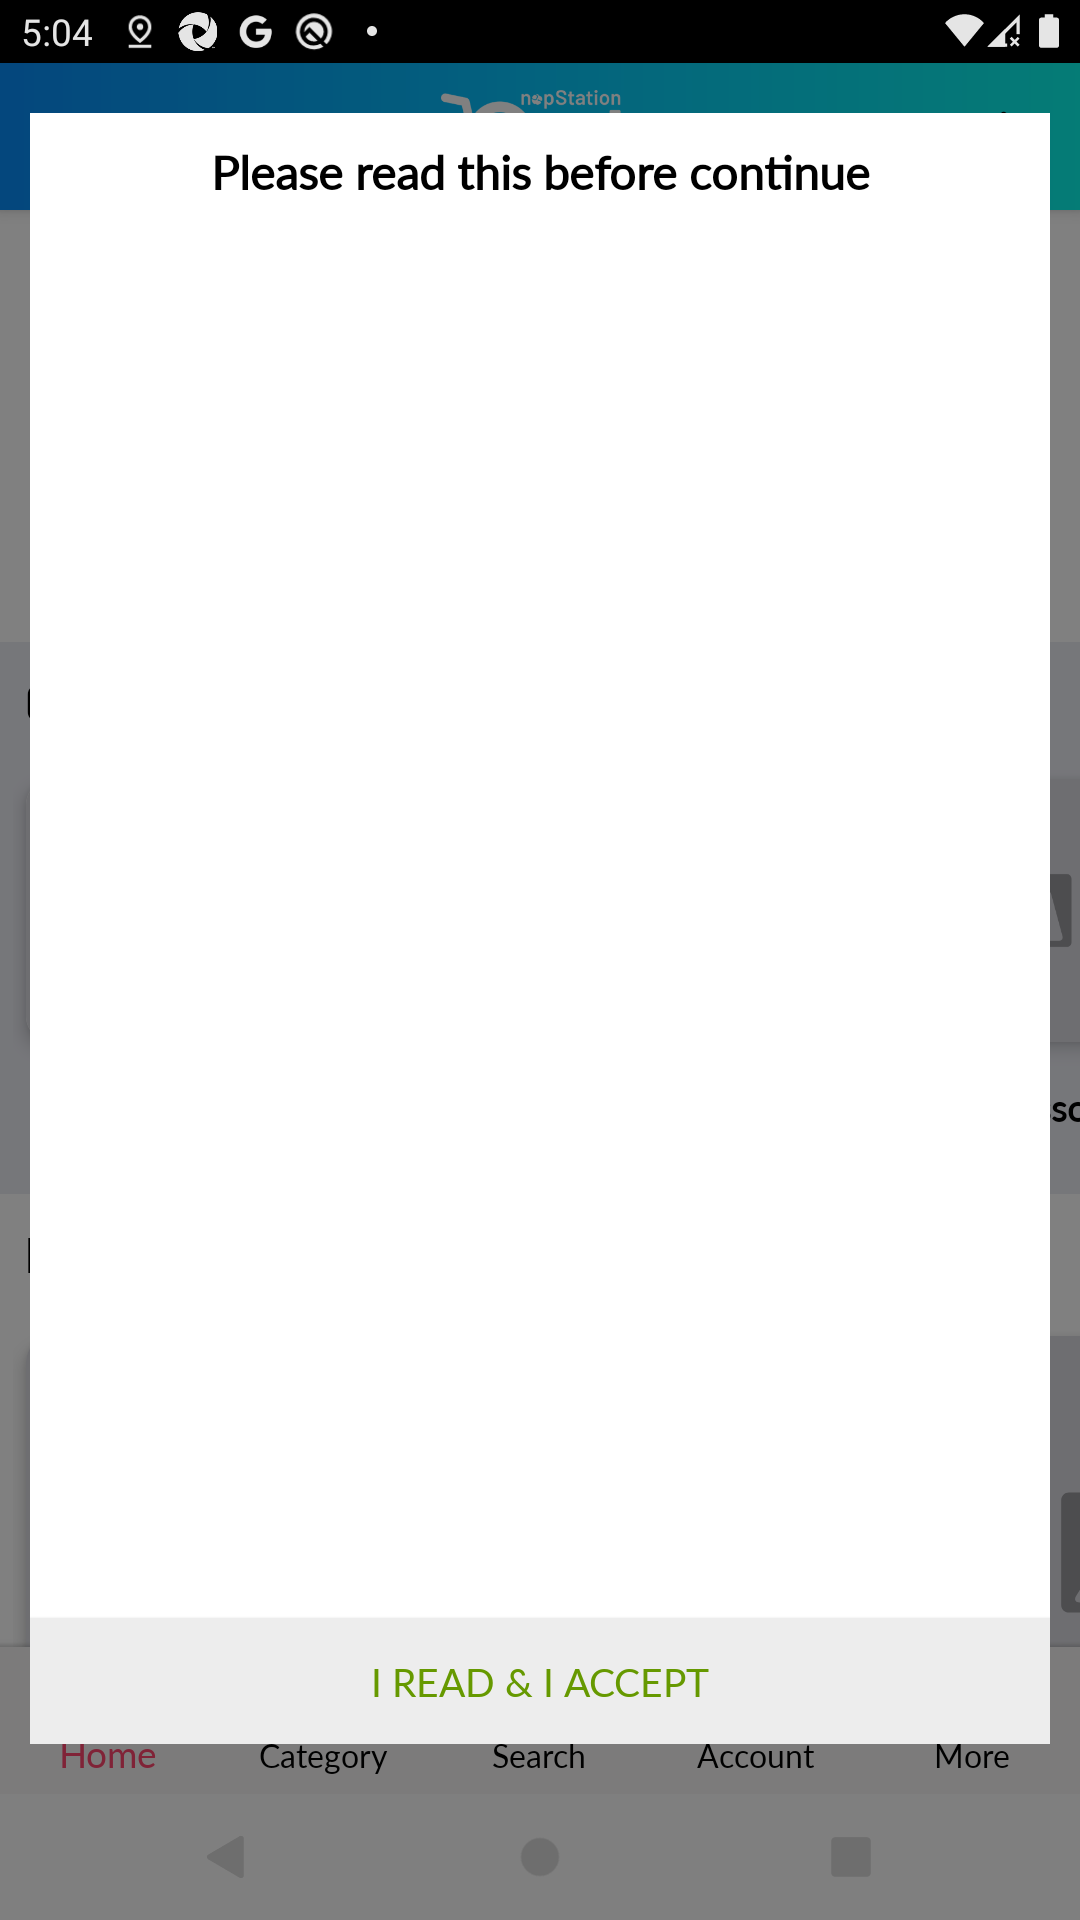 5:04
nopStation
Please read this before continue
I READ & I ACCEPT
Home Category Search Account More